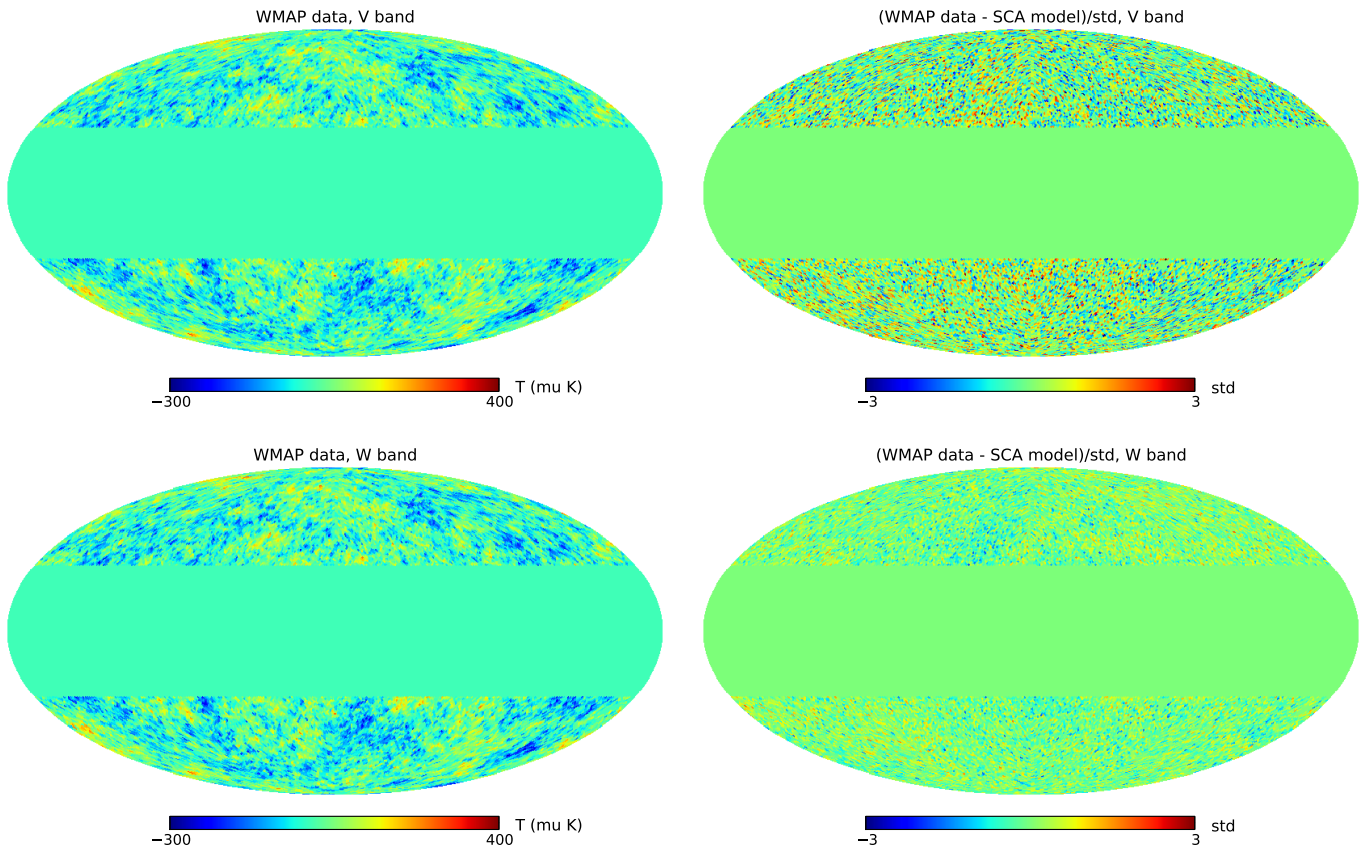 WMAP data, V band
(WMAP data - SCA model)/std, V band
T (mu K)
−300
400
std
−3
3
WMAP data, W band
(WMAP data - SCA model)/std, W band
T (mu K)
−300
400
std
−3
3